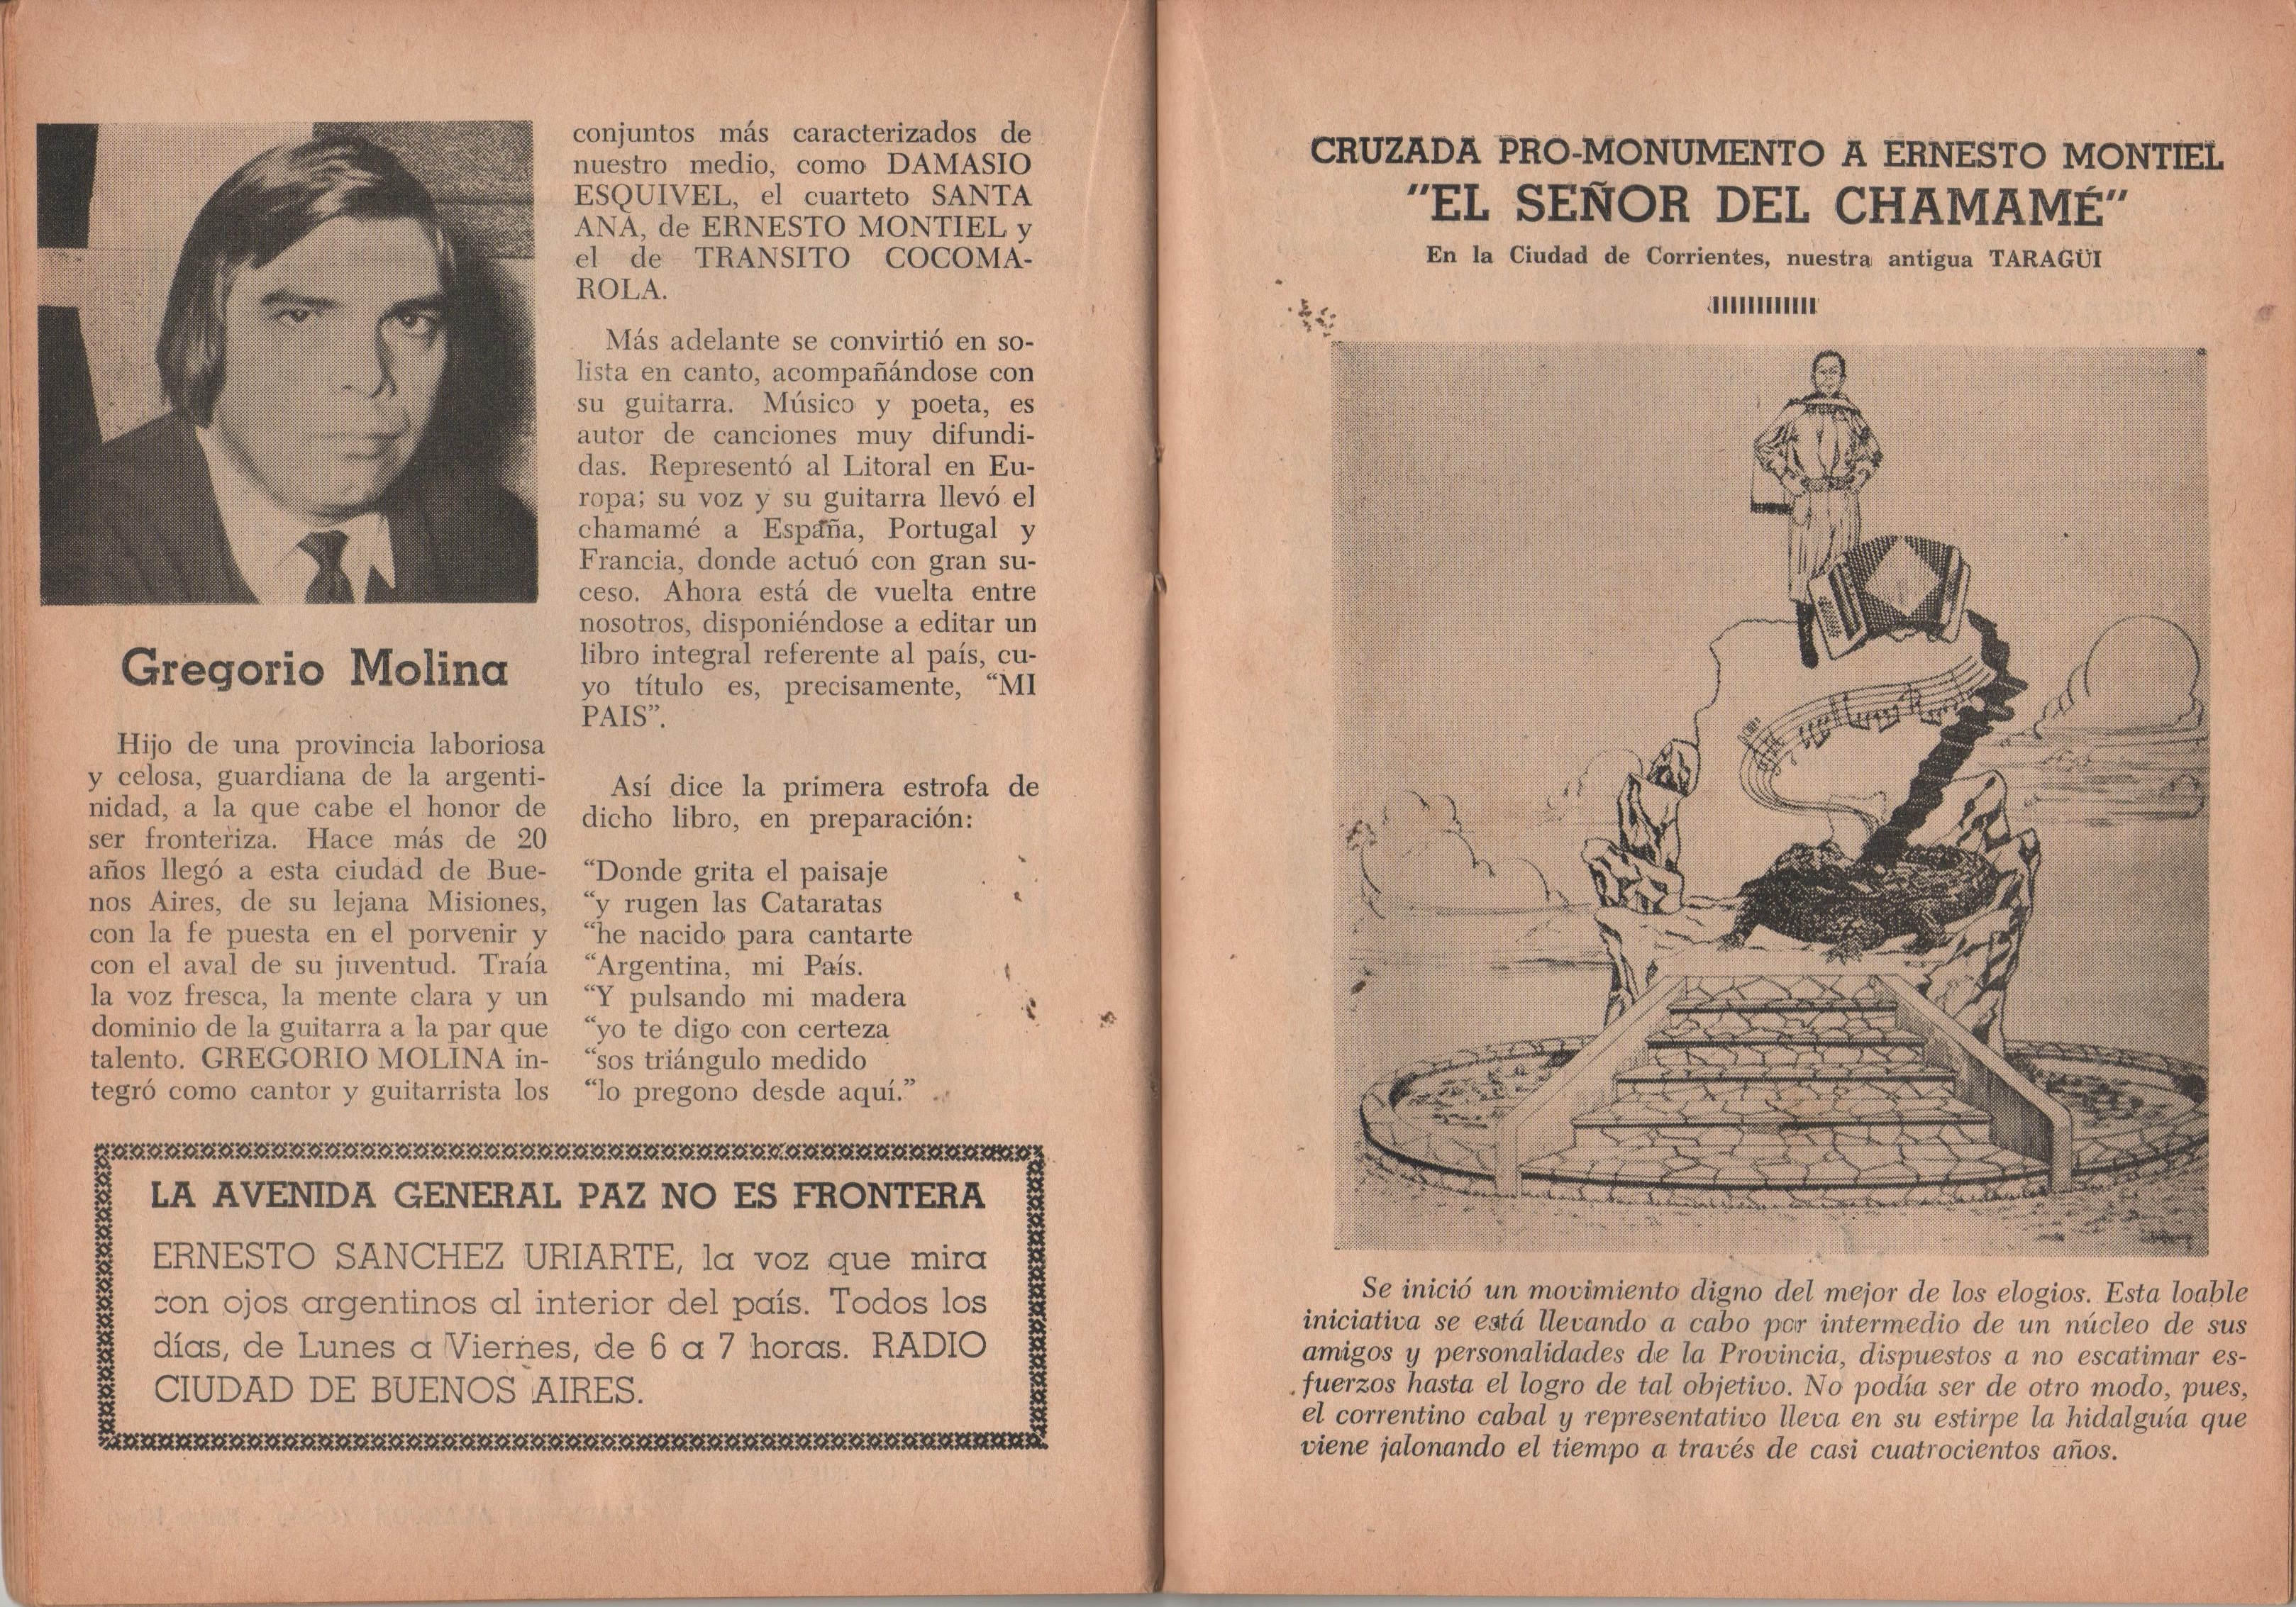 Gregorio Molina
Hijo de una provincia laboriosa
y celosa, guardiana de la argenti-
nidad, a la que cabe el honor de
ser fronteriza. Hace más de 20
años llegó a esta ciudad de Bue-
nos Aires, de su lejana Misiones,
con la fe puesta en el porvenir y
con el aval de su juventud. Traía
la voz fresca, la mente clara y un
dominio de la guitarra a la par que
talento. GREGORIO MOLINA in-
tegró como cantor y guitarrista los
conjuntos más caracterizados de
nuestro medio, como DAMASIO
ESQUIVEL, el cuarteto SANTA
ANA, de ERNESTO MONTIEL y
el de TRANSITO COCOMA-
ROLA.
Más adelante se convirtió en so-
lista en canto, acompañándose con
su guitarra. Músico y poeta, es
autor de canciones muy difundi-
das. Representó al Litoral en Eu-
ropa; su voz y su guitarra llevó el
chamamé a España, Portugal y
Francia, donde actuó con gran su-
ceso. Ahora está de vuelta entre
nosotros, disponiéndose a editar un
libro integral referente al país, cu-
yo título es, precisamente, “MI
PAIS”.
Así dice la primera estrofa de
dicho libro, en preparación:
“Donde grita el paisaje
“y rugen las Cataratas
“he nacido para cantarte
“Argentina, mi País.
“Y pulsando mi madera
“yo te digo con certeza
“sos triángulo medido
“lo pregono desde aquí.”
LA AVENIDA GENERAL PAZ NO ES FRONTERA
ERNESTO SANCHEZ URIARTE, la voz que mira
con ojos argentinos al interior del país. Todos los
días, de Lunes a Viernes, de 6 a 7 horas. RADIO
CIUDAD DE BUENOS AIRES.
CRUZADA PRO-MONUMENTO A ERNESTO MONTIEL
"EL SEÑOR DEL CHAMAMÉ"
En la Ciudad de Corrientes, nuestra antigua TARAGÜI
Se inició un movimiento digno del mejor de los elogios. Esta loable
iniciativa se está llevando a cabo por intermedio de un núcleo de sus
amigos y personalidades de la Provincia, dispuestos a no escatimar es-
fuerzos hasta el logro de tal objetivo. No podía ser de otro modo, pues,
el correntino cabal y representativo lleva en su estirpe la hidalguía que
viene jalonando el tiempo a través de casi cuatrocientos años.